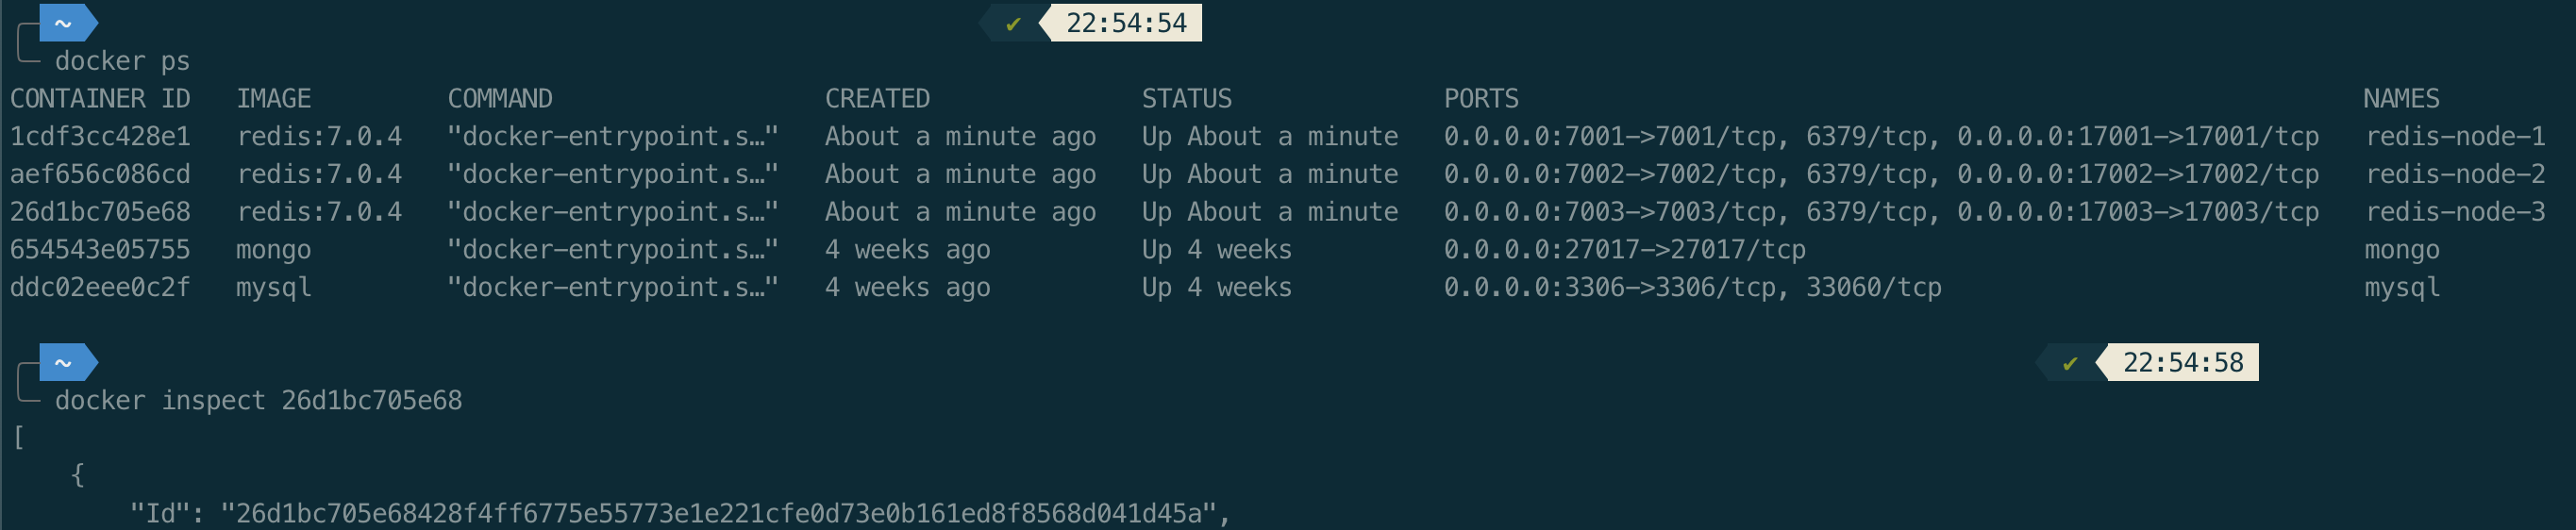 ~ ✔ 22:54:54
docker ps
CONTAINER ID   IMAGE         COMMAND                  CREATED              STATUS              PORTS                                                        NAMES
1cdf3cc428e1   redis:7.0.4   "docker-entrypoint.s…"   About a minute ago   Up About a minute   0.0.0.0:7001->7001/tcp, 6379/tcp, 0.0.0.0:17001->17001/tcp   redis-node-1
aef656c086cd   redis:7.0.4   "docker-entrypoint.s…"   About a minute ago   Up About a minute   0.0.0.0:7002->7002/tcp, 6379/tcp, 0.0.0.0:17002->17002/tcp   redis-node-2
26d1bc705e68   redis:7.0.4   "docker-entrypoint.s…"   About a minute ago   Up About a minute   0.0.0.0:7003->7003/tcp, 6379/tcp, 0.0.0.0:17003->17003/tcp   redis-node-3
654543e05755   mongo         "docker-entrypoint.s…"   4 weeks ago          Up 4 weeks          0.0.0.0:27017->27017/tcp                                     mongo
ddc02eee0c2f   mysql         "docker-entrypoint.s…"   4 weeks ago          Up 4 weeks          0.0.0.0:3306->3306/tcp, 33060/tcp                            mysql
~ ✔ 22:54:58
docker inspect 26d1bc705e68
[
    {
        "Id": "26d1bc705e68428f4ff6775e55773e1e221cfe0d73e0b161ed8f8568d041d45a",